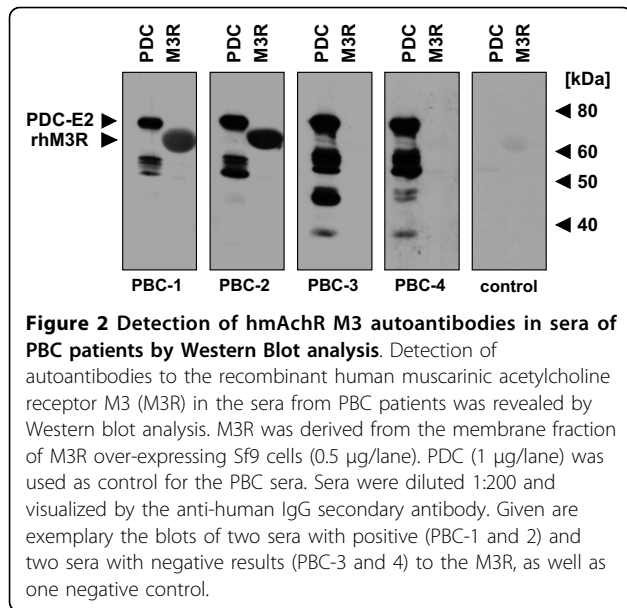 PDC M3R PDC M3R PDC M3R PDC M3R PDC M3R
[kDa]
PDC-E2 ► ◄ 80
rhM3R ► ◄ 60
◄ 50
◄ 40
PBC-1 PBC-2 PBC-3 PBC-4 control
Figure 2 Detection of hmAchR M3 autoantibodies in sera of
PBC patients by Western Blot analysis. Detection of
autoantibodies to the recombinant human muscarinic acetylcholine
receptor M3 (M3R) in the sera from PBC patients was revealed by
Western blot analysis. M3R was derived from the membrane fraction
of M3R over-expressing Sf9 cells (0.5 μg/lane). PDC (1 μg/lane) was
used as control for the PBC sera. Sera were diluted 1:200 and
visualized by the anti-human IgG secondary antibody. Given are
exemplary the blots of two sera with positive (PBC-1 and 2) and
two sera with negative results (PBC-3 and 4) to the M3R, as well as
one negative control.